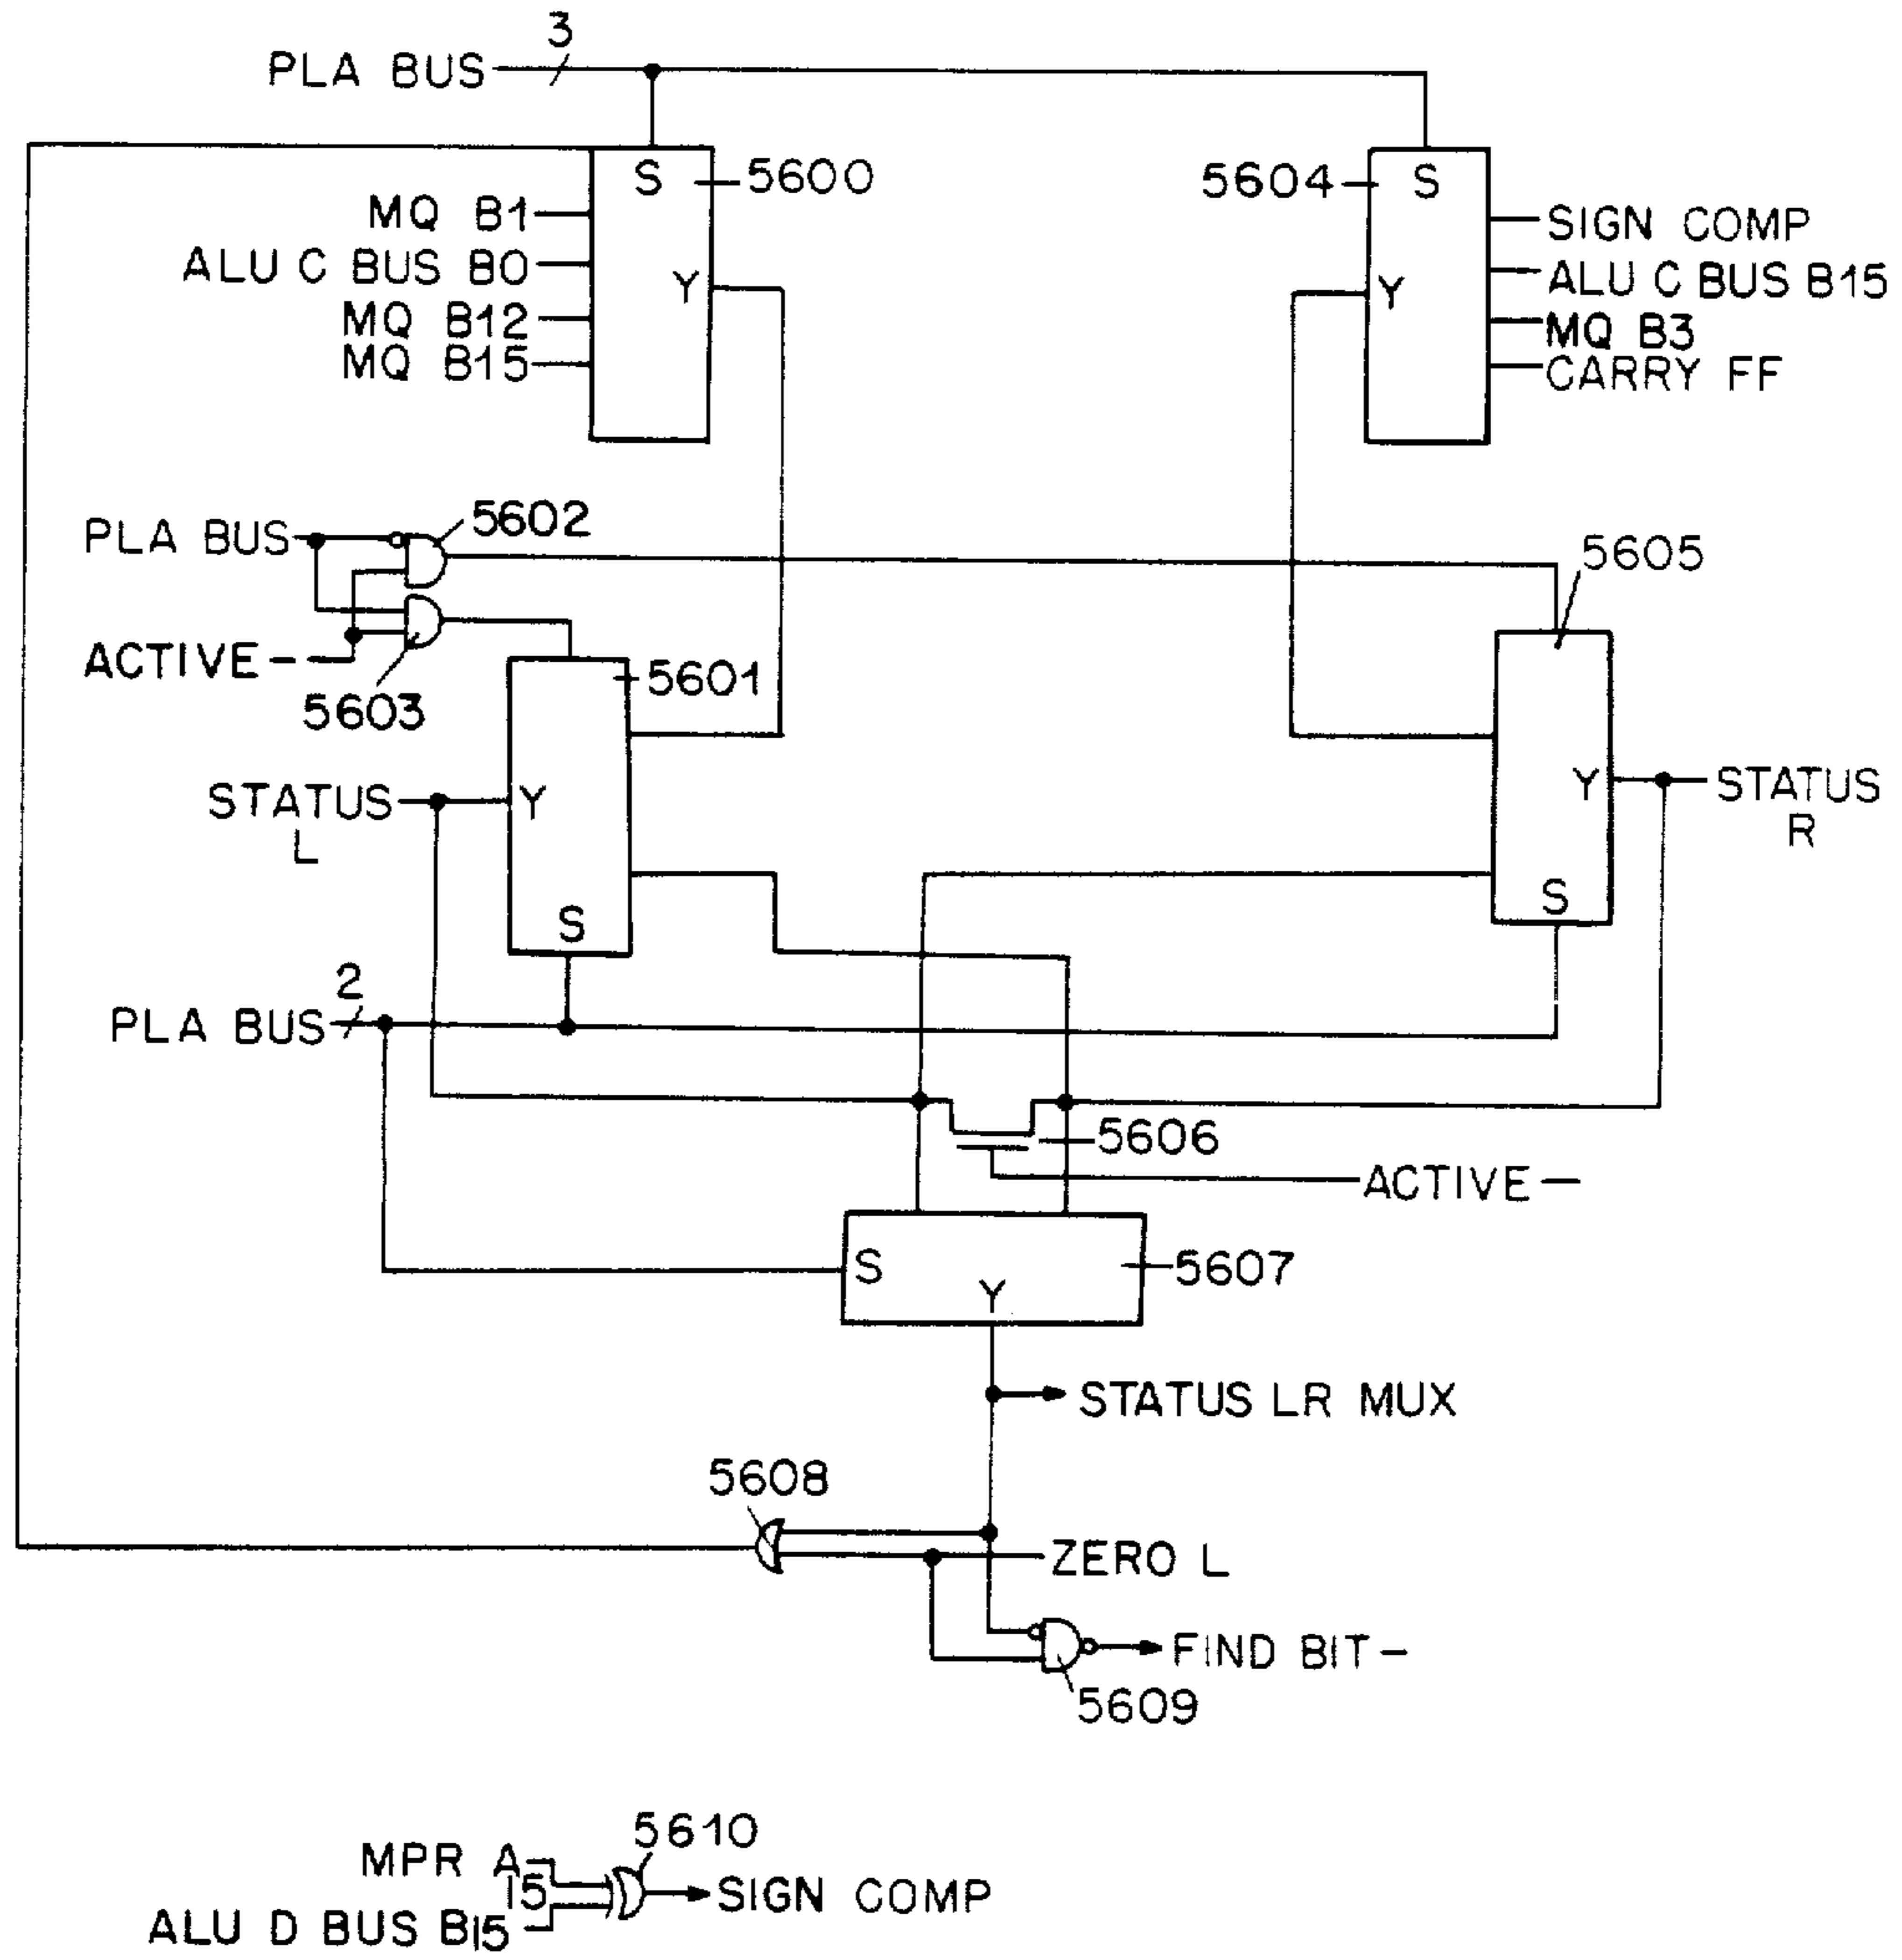 3
PLA BUS
S
5600
5604
S
MQ B1
SIGN COMP
ALU C BUS B0
Y
Y
ALU C BUS B15
MQ B12
MQ B3
MQ B15
CARRY FF
PLA BUS
5602
5605
ACTIVE-
5601
5603
STATUS L
Y
Y
STATUS R
S
S
2
PLA BUS
5606
ACTIVE-
S
5607
Y
STATUS LR MUX
5608
ZERO L
FIND BIT-
5609
5610
MPR A15
SIGN COMP
ALU D BUS B15